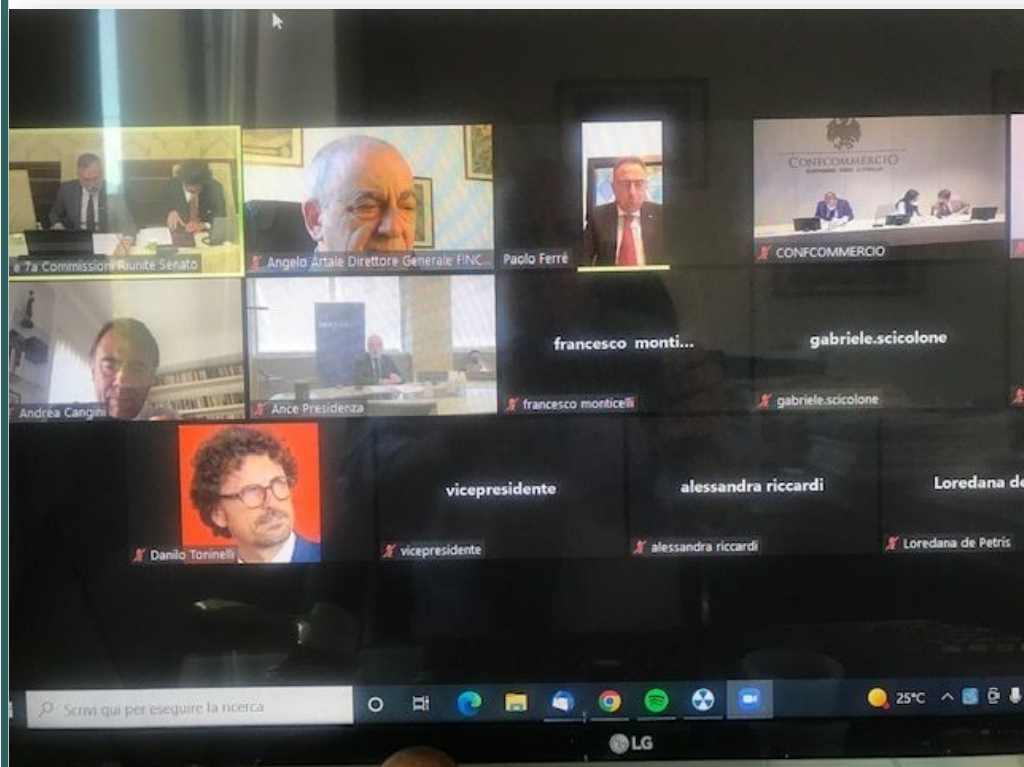 e 7a Commissioni Riunite Senato
Angelo Artale Direttore Generale FINC...
Paolo Ferrè
CONFCOMMERCIO
CONFCOMMERCIO
Andrea Cangini
Ance Presidenza
francesco monti...
francesco monticelli
gabriele.scicolone
gabriele.scicolone
Danilo Toninelli
vicepresidente
vicepresidente
alessandra riccardi
alessandra riccardi
Loredana de
Loredana de Petris
Scrivi qui per eseguire la ricerca
25°C
LG